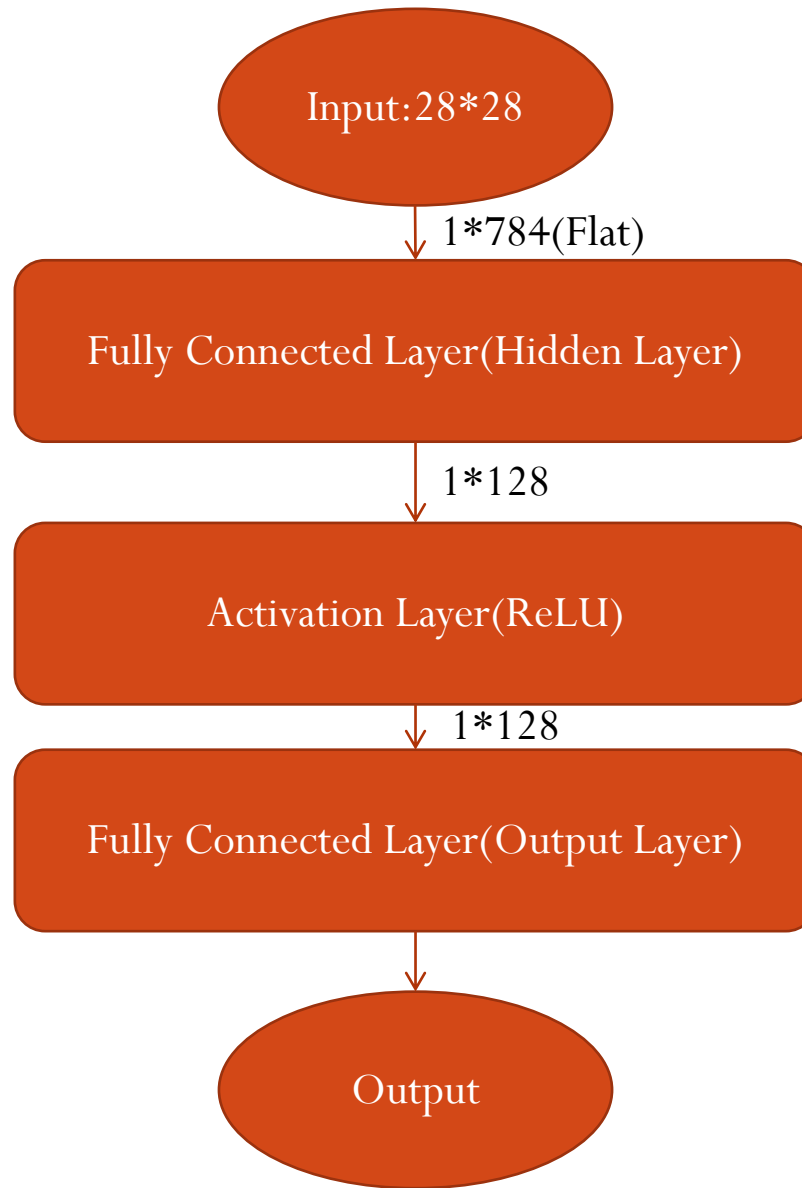 Input:28*28
1*784(Flat)
Fully Connected Layer(Hidden Layer)
1*128
Activation Layer(ReLU)
1*128
Fully Connected Layer(Output Layer)
Output